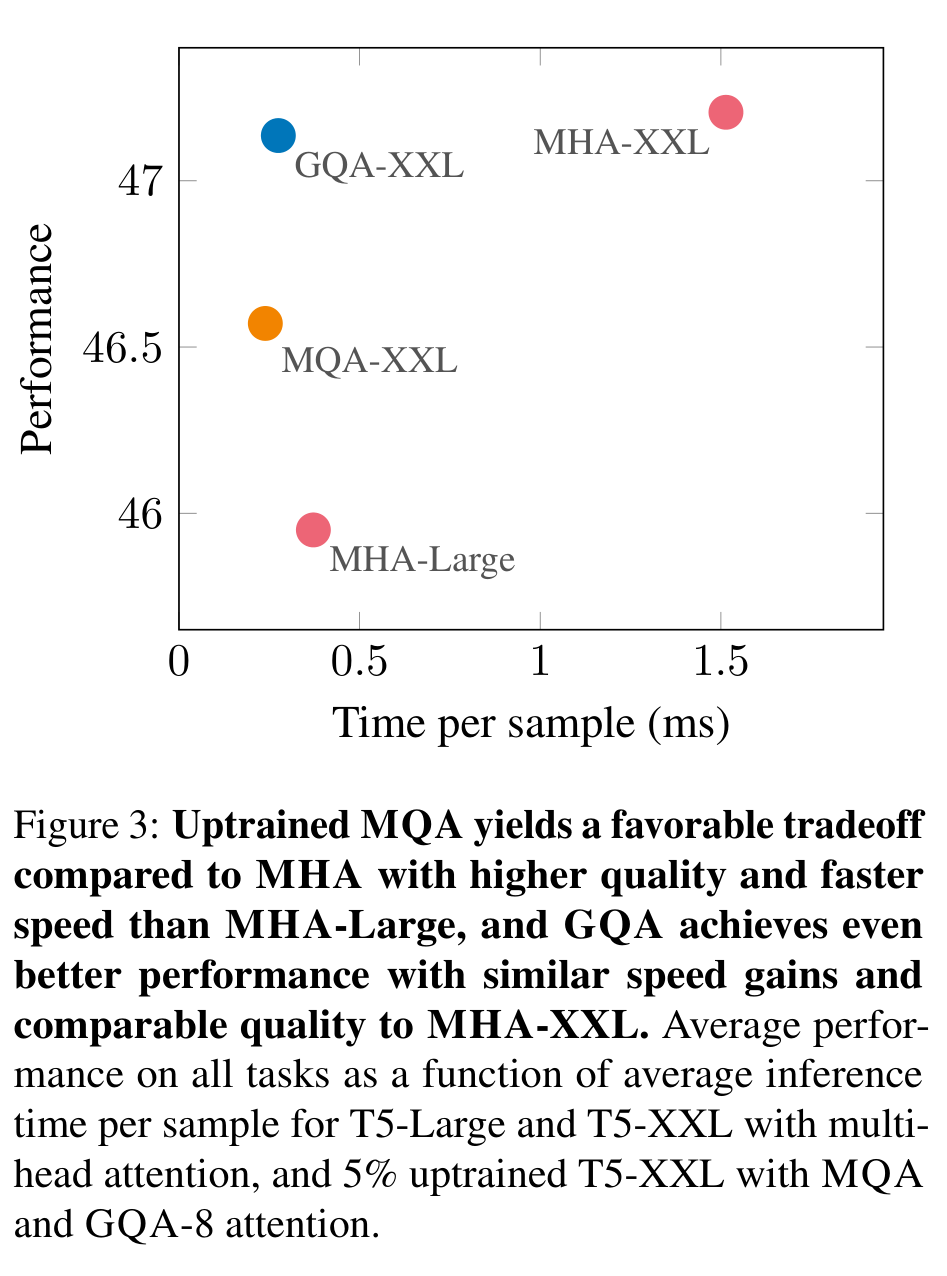 MHA-XXL
GQA-XXL
47
Performance
46.5
MQA-XXL
46
MHA-Large
0 0.5 1 1.5
Time per sample (ms)
Figure 3: Uptrained MQA yields a favorable tradeoff
compared to MHA with higher quality and faster
speed than MHA-Large, and GQA achieves even
better performance with similar speed gains and
comparable quality to MHA-XXL. Average perfor-
mance on all tasks as a function of average inference
time per sample for T5-Large and T5-XXL with multi-
head attention, and 5% uptrained T5-XXL with MQA
and GQA-8 attention.